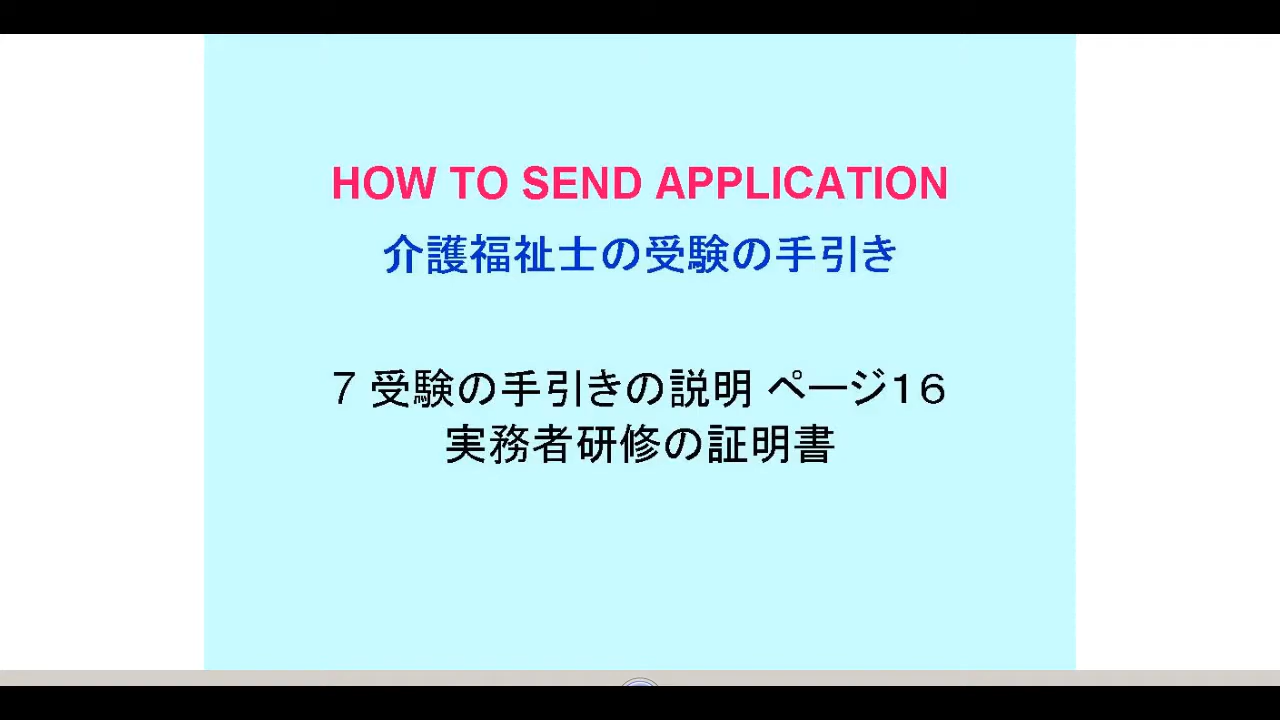 HOW TO SEND APPLICATION
介護福祉士の受験の手引き
７ 受験の手引きの説明 ページ１６
実務者研修の証明書